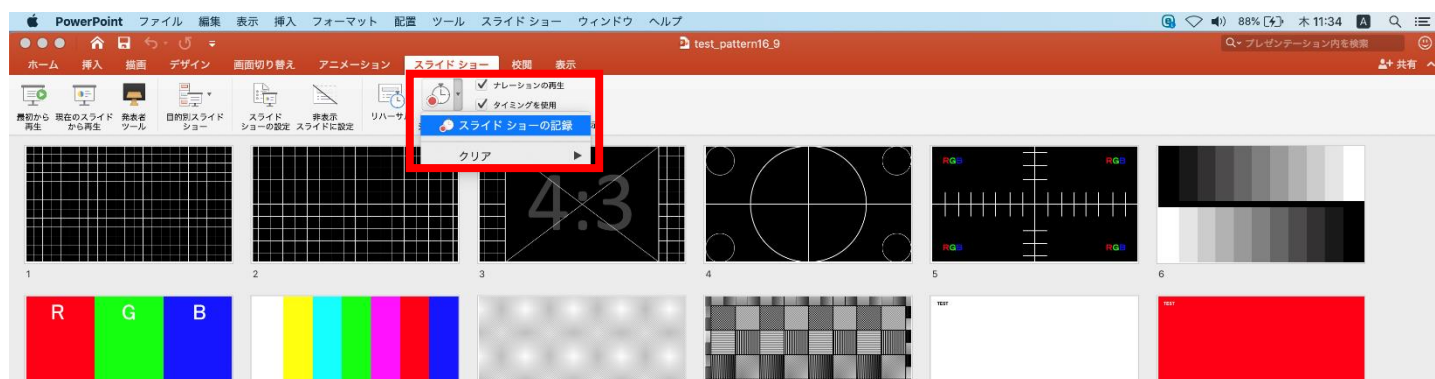 PowerPoint ファイル 編集 表示 挿入 フォーマット 配置 ツール スライド ショー ウィンドウ ヘルプ 88% 木 11:34 A
test_pattern16_9 プレゼンテーション内を検索
ホーム 挿入 描画 デザイン 画面切り替え アニメーション スライド ショー 校閲 表示 共有
最初から 再生
現在のスライド から再生
発表者 ツール
目的別スライド ショー
スライド ショーの設定
非表示 スライドに設定
リハーサ
ナレーションの再生
タイミングを使用
スライド ショーの記録
クリア
4:3
RGB RGB
RGB RGB
1 2 3 4 5 6
R G B
TEST
TEST